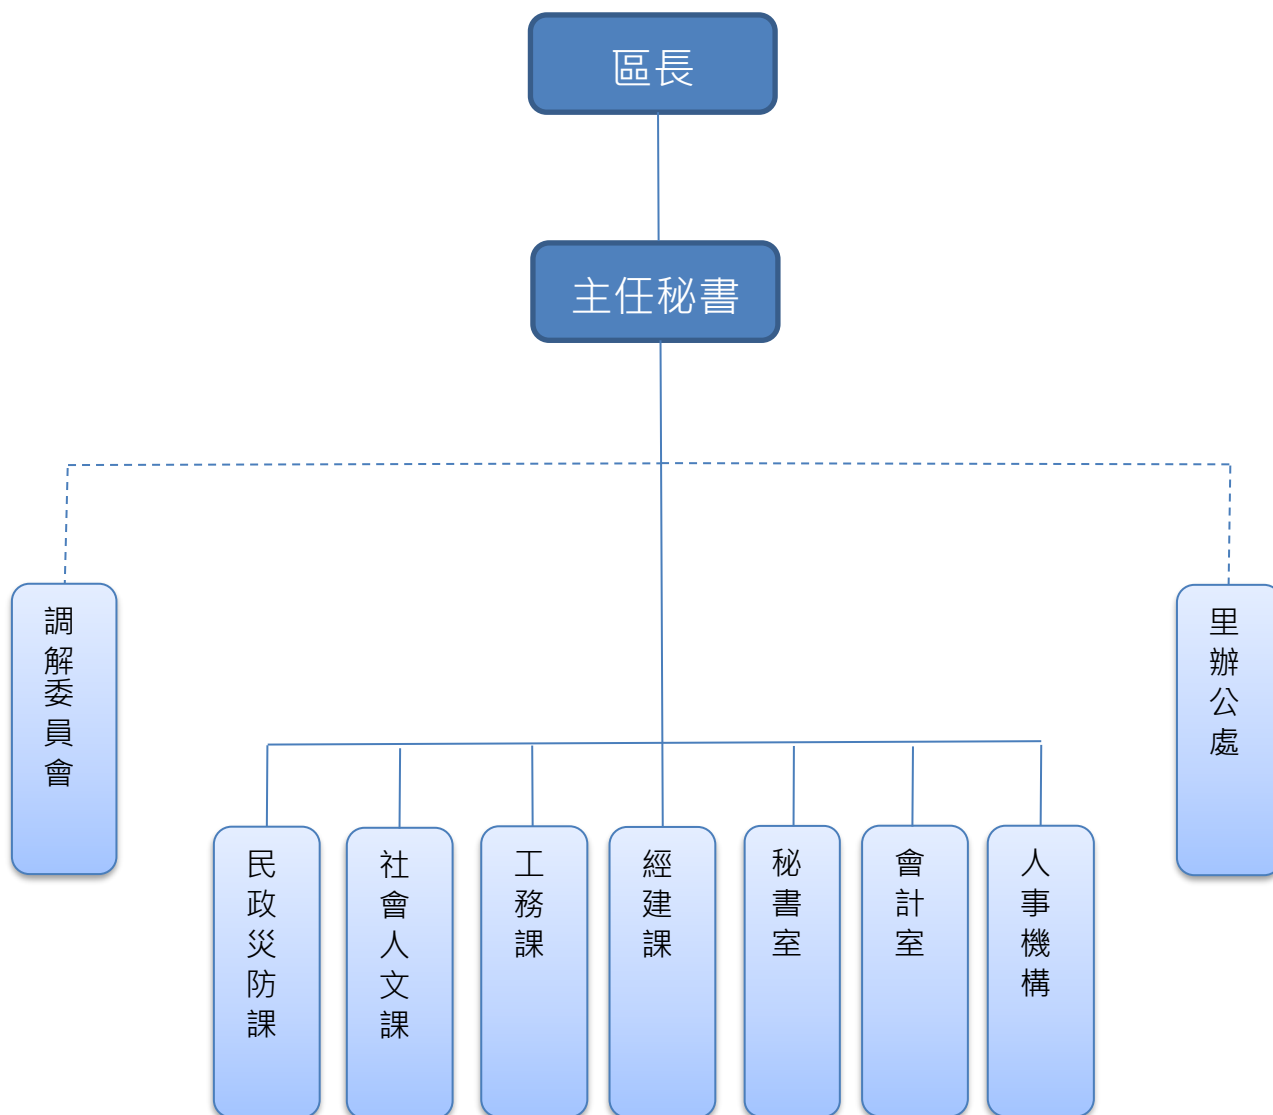 區長
主任秘書
調解委員會
里辦公處
民政災防課
社會人文課
工務課
經建課
秘書室
會計室
人事機構